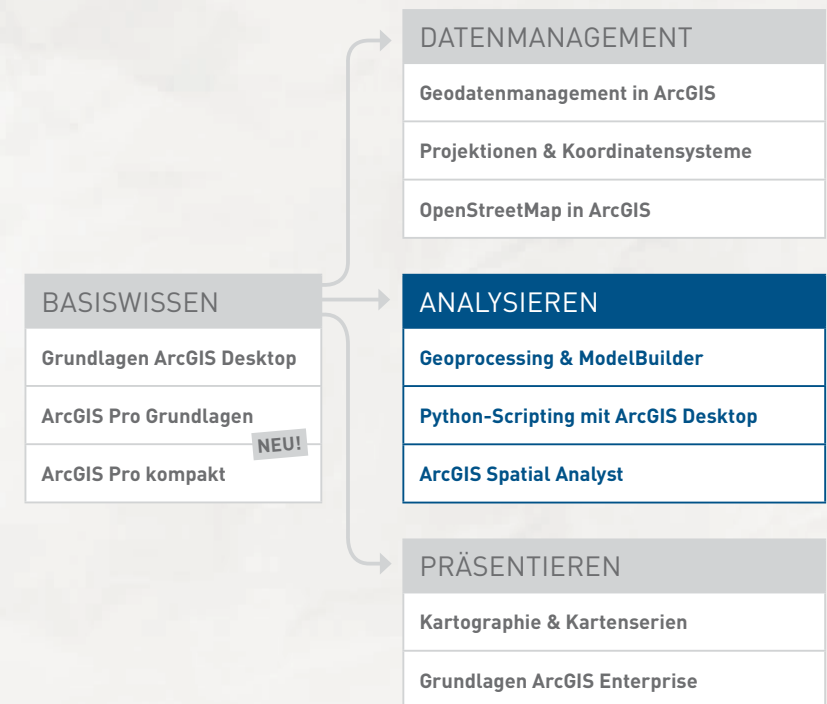 DATENMANAGEMENT
Geodatenmanagement in ArcGIS
Projektionen & Koordinatensysteme
OpenStreetMap in ArcGIS
BASISWISSEN
Grundlagen ArcGIS Desktop
ArcGIS Pro Grundlagen
NEU!
ArcGIS Pro kompakt
ANALYSIEREN
Geoprocessing & ModelBuilder
Python-Scripting mit ArcGIS Desktop
ArcGIS Spatial Analyst
PRÄSENTIEREN
Kartographie & Kartenserien
Grundlagen ArcGIS Enterprise